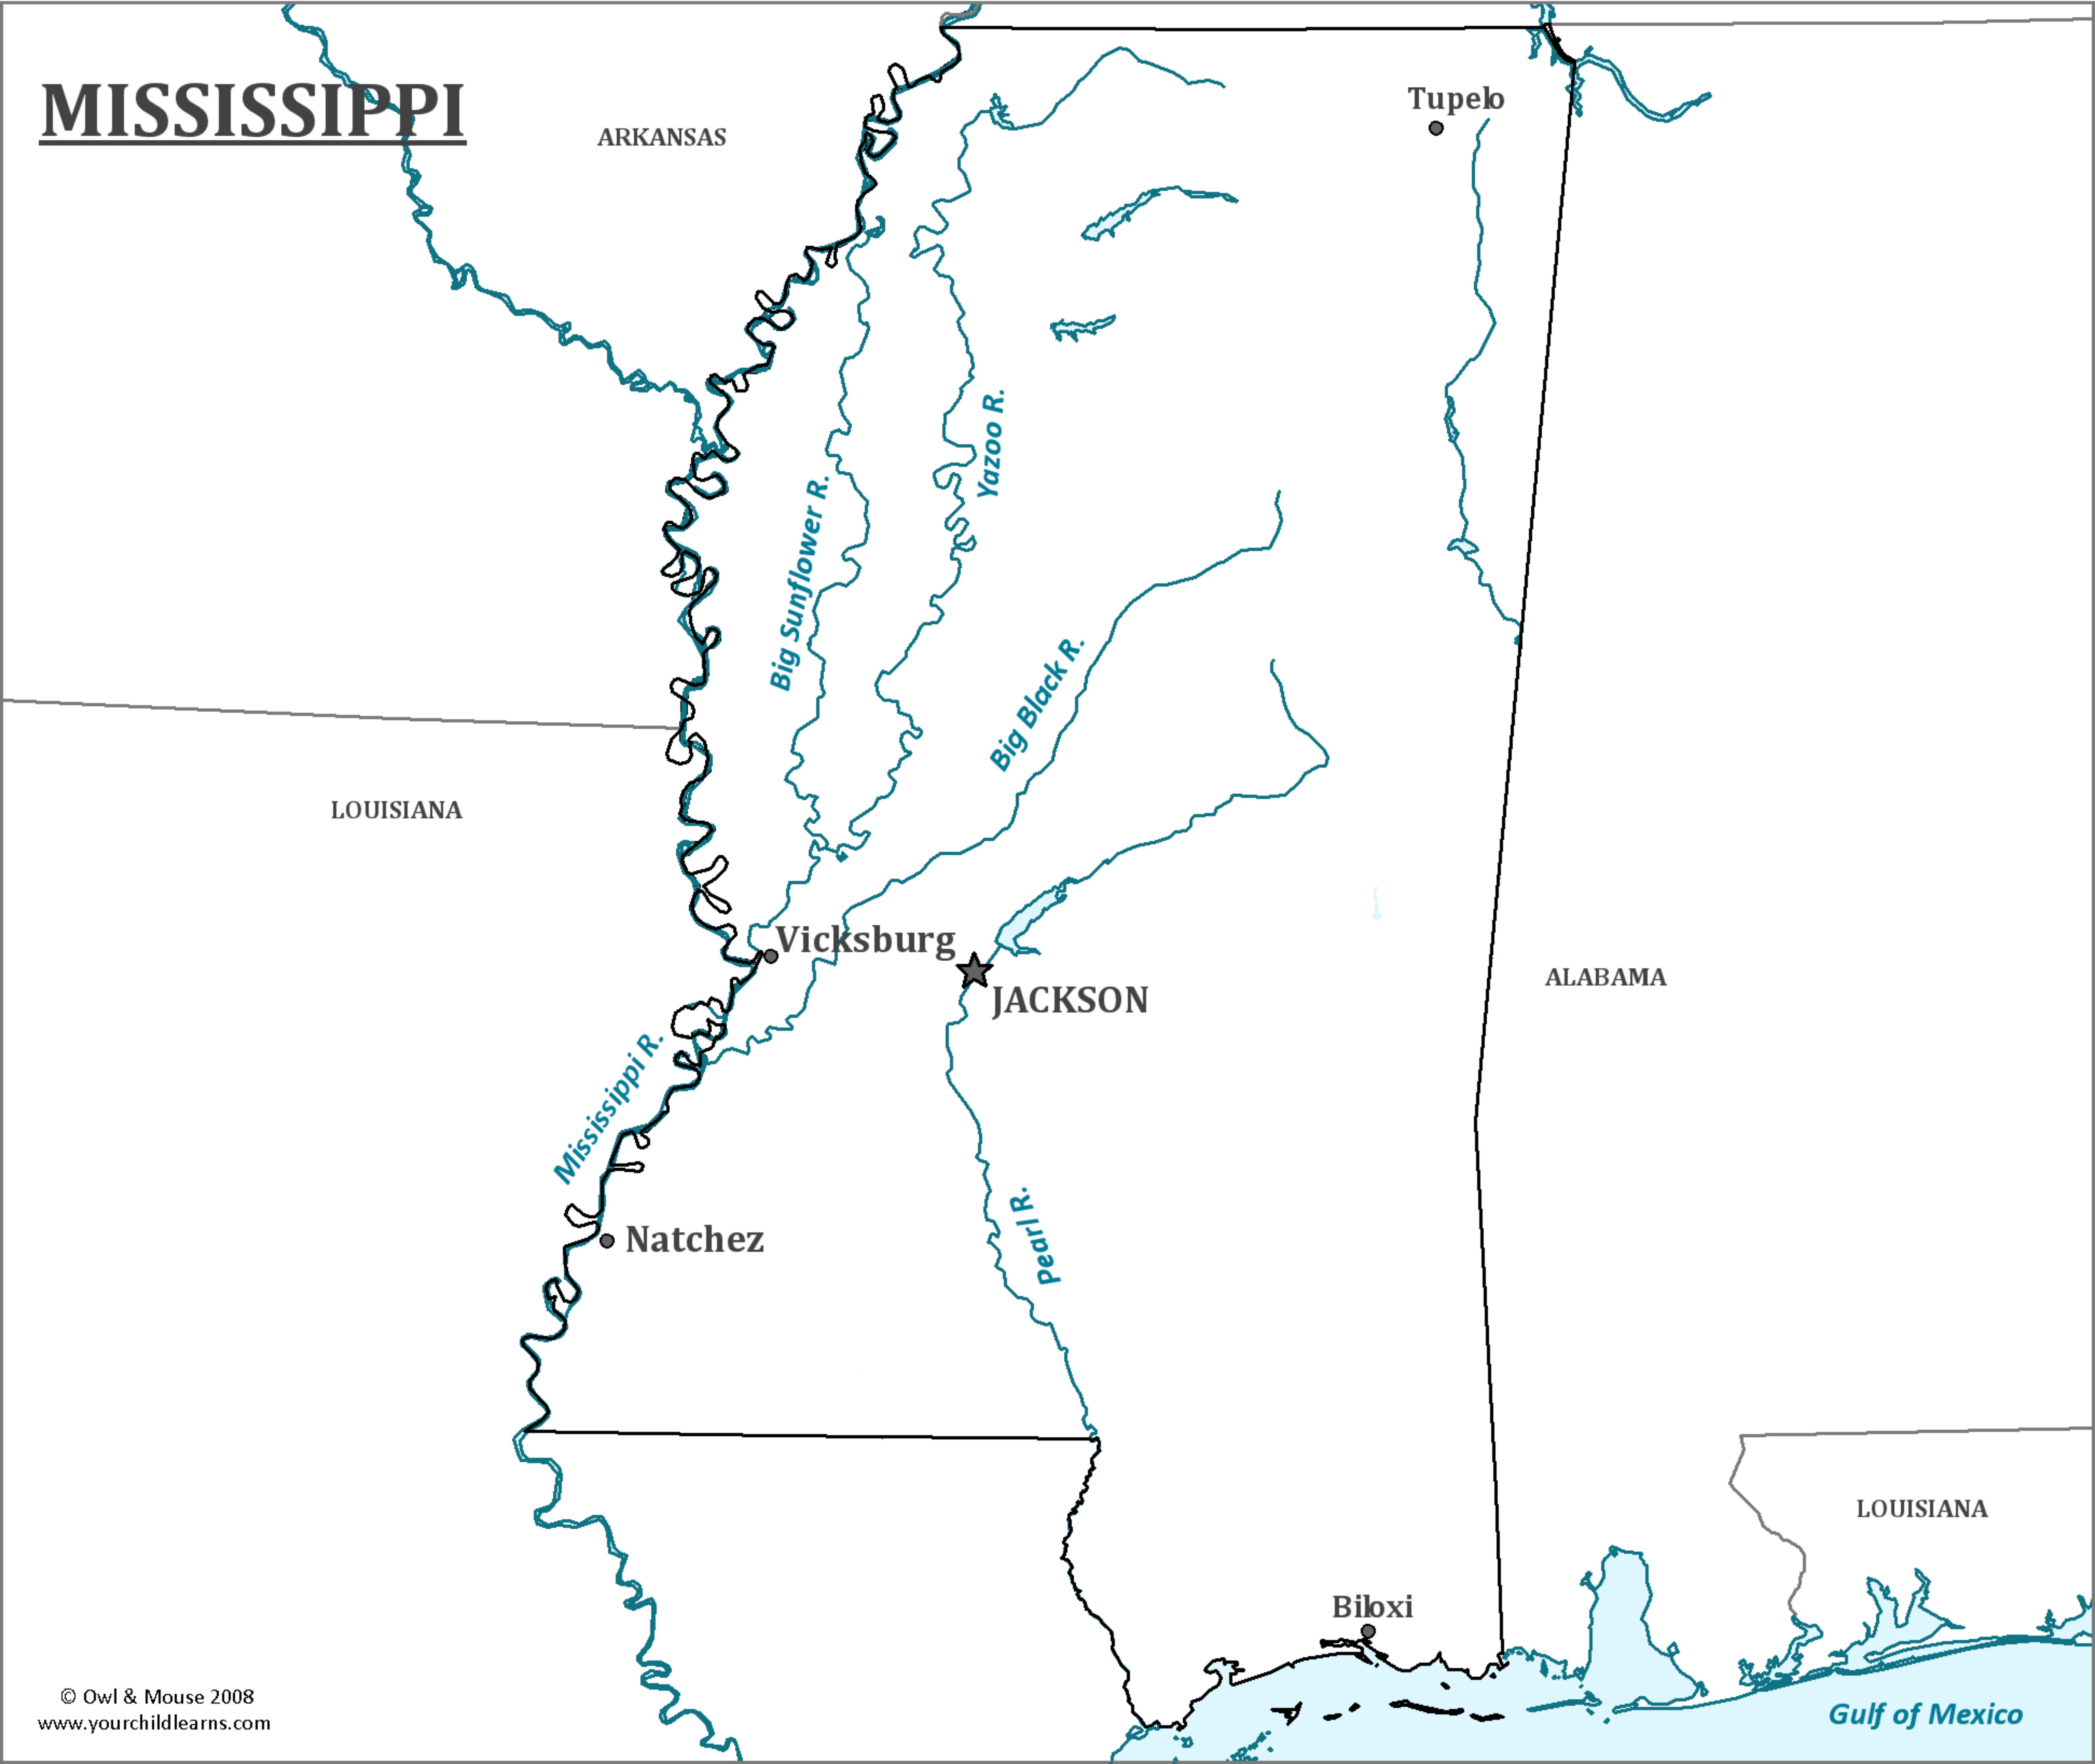 MISSISSIPPI
ARKANSAS
Tupelo
Yazoo R.
Big Sunflower R.
Big Black R.
LOUISIANA
Vicksburg
JACKSON
ALABAMA
Mississippi R.
Pearl R.
Natchez
LOUISIANA
Biloxi
Gulf of Mexico
© Owl & Mouse 2008
www.yourchildlearns.com